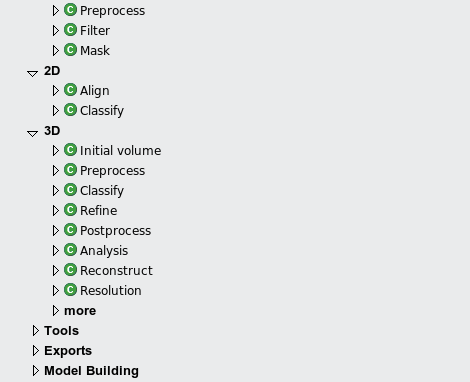 Preprocess
Filter
Mask
2D
Align
Classify
3D
Initial volume
Preprocess
Classify
Refine
Postprocess
Analysis
Reconstruct
Resolution
more
Tools
Exports
Model Building